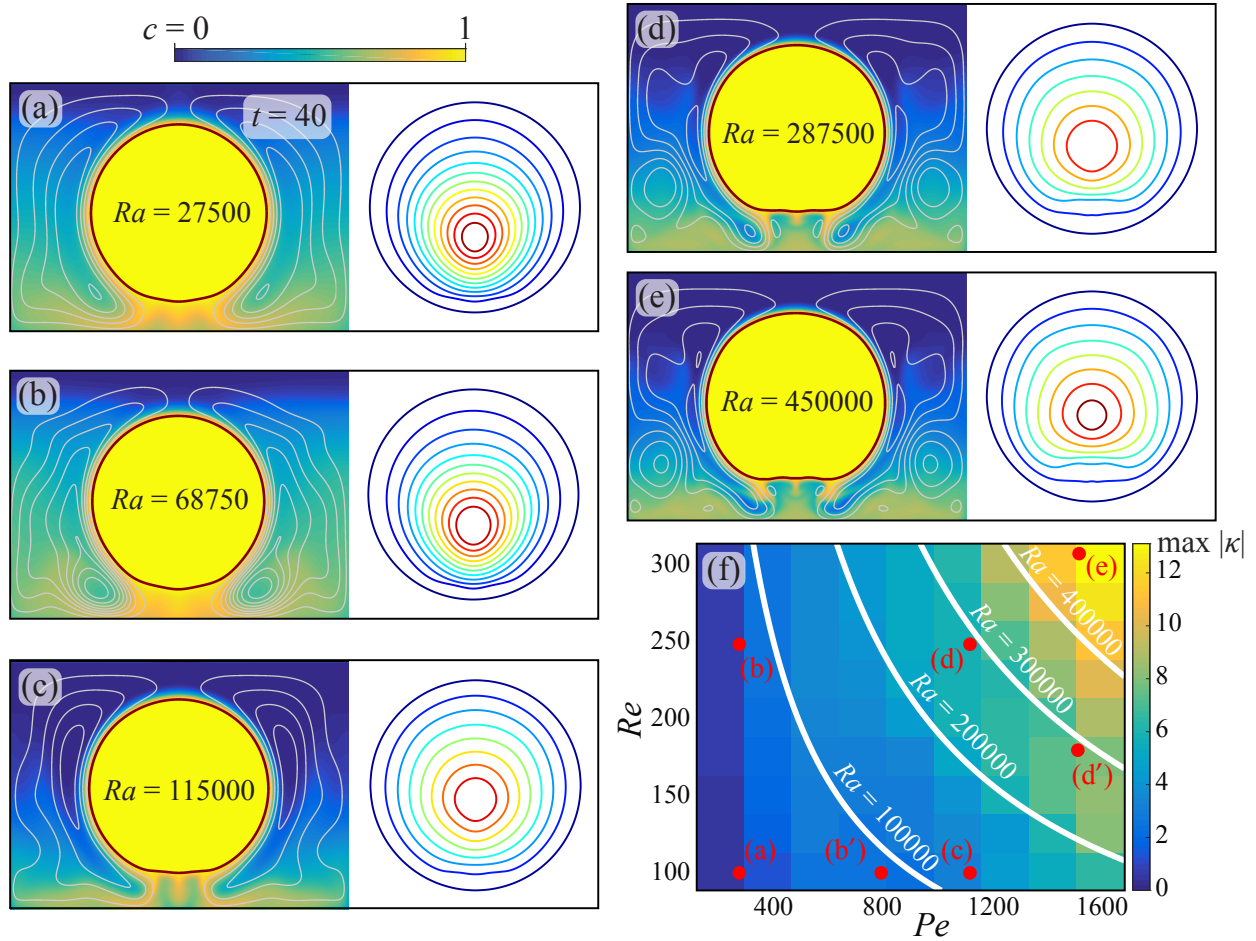 c = 0
1
(a)
t = 40
Ra = 27500
(b)
Ra = 68750
(c)
Ra = 115000
(d)
Ra = 287500
(e)
Ra = 450000
(f)
max |κ|
300
250
200
150
100
Re
400
800
1200
1600
Pe
12
10
8
6
4
2
0
Ra = 400000
Ra = 300000
Ra = 200000
Ra = 100000
(e)
(b)
(d)
(d′)
(a)
(b′)
(c)